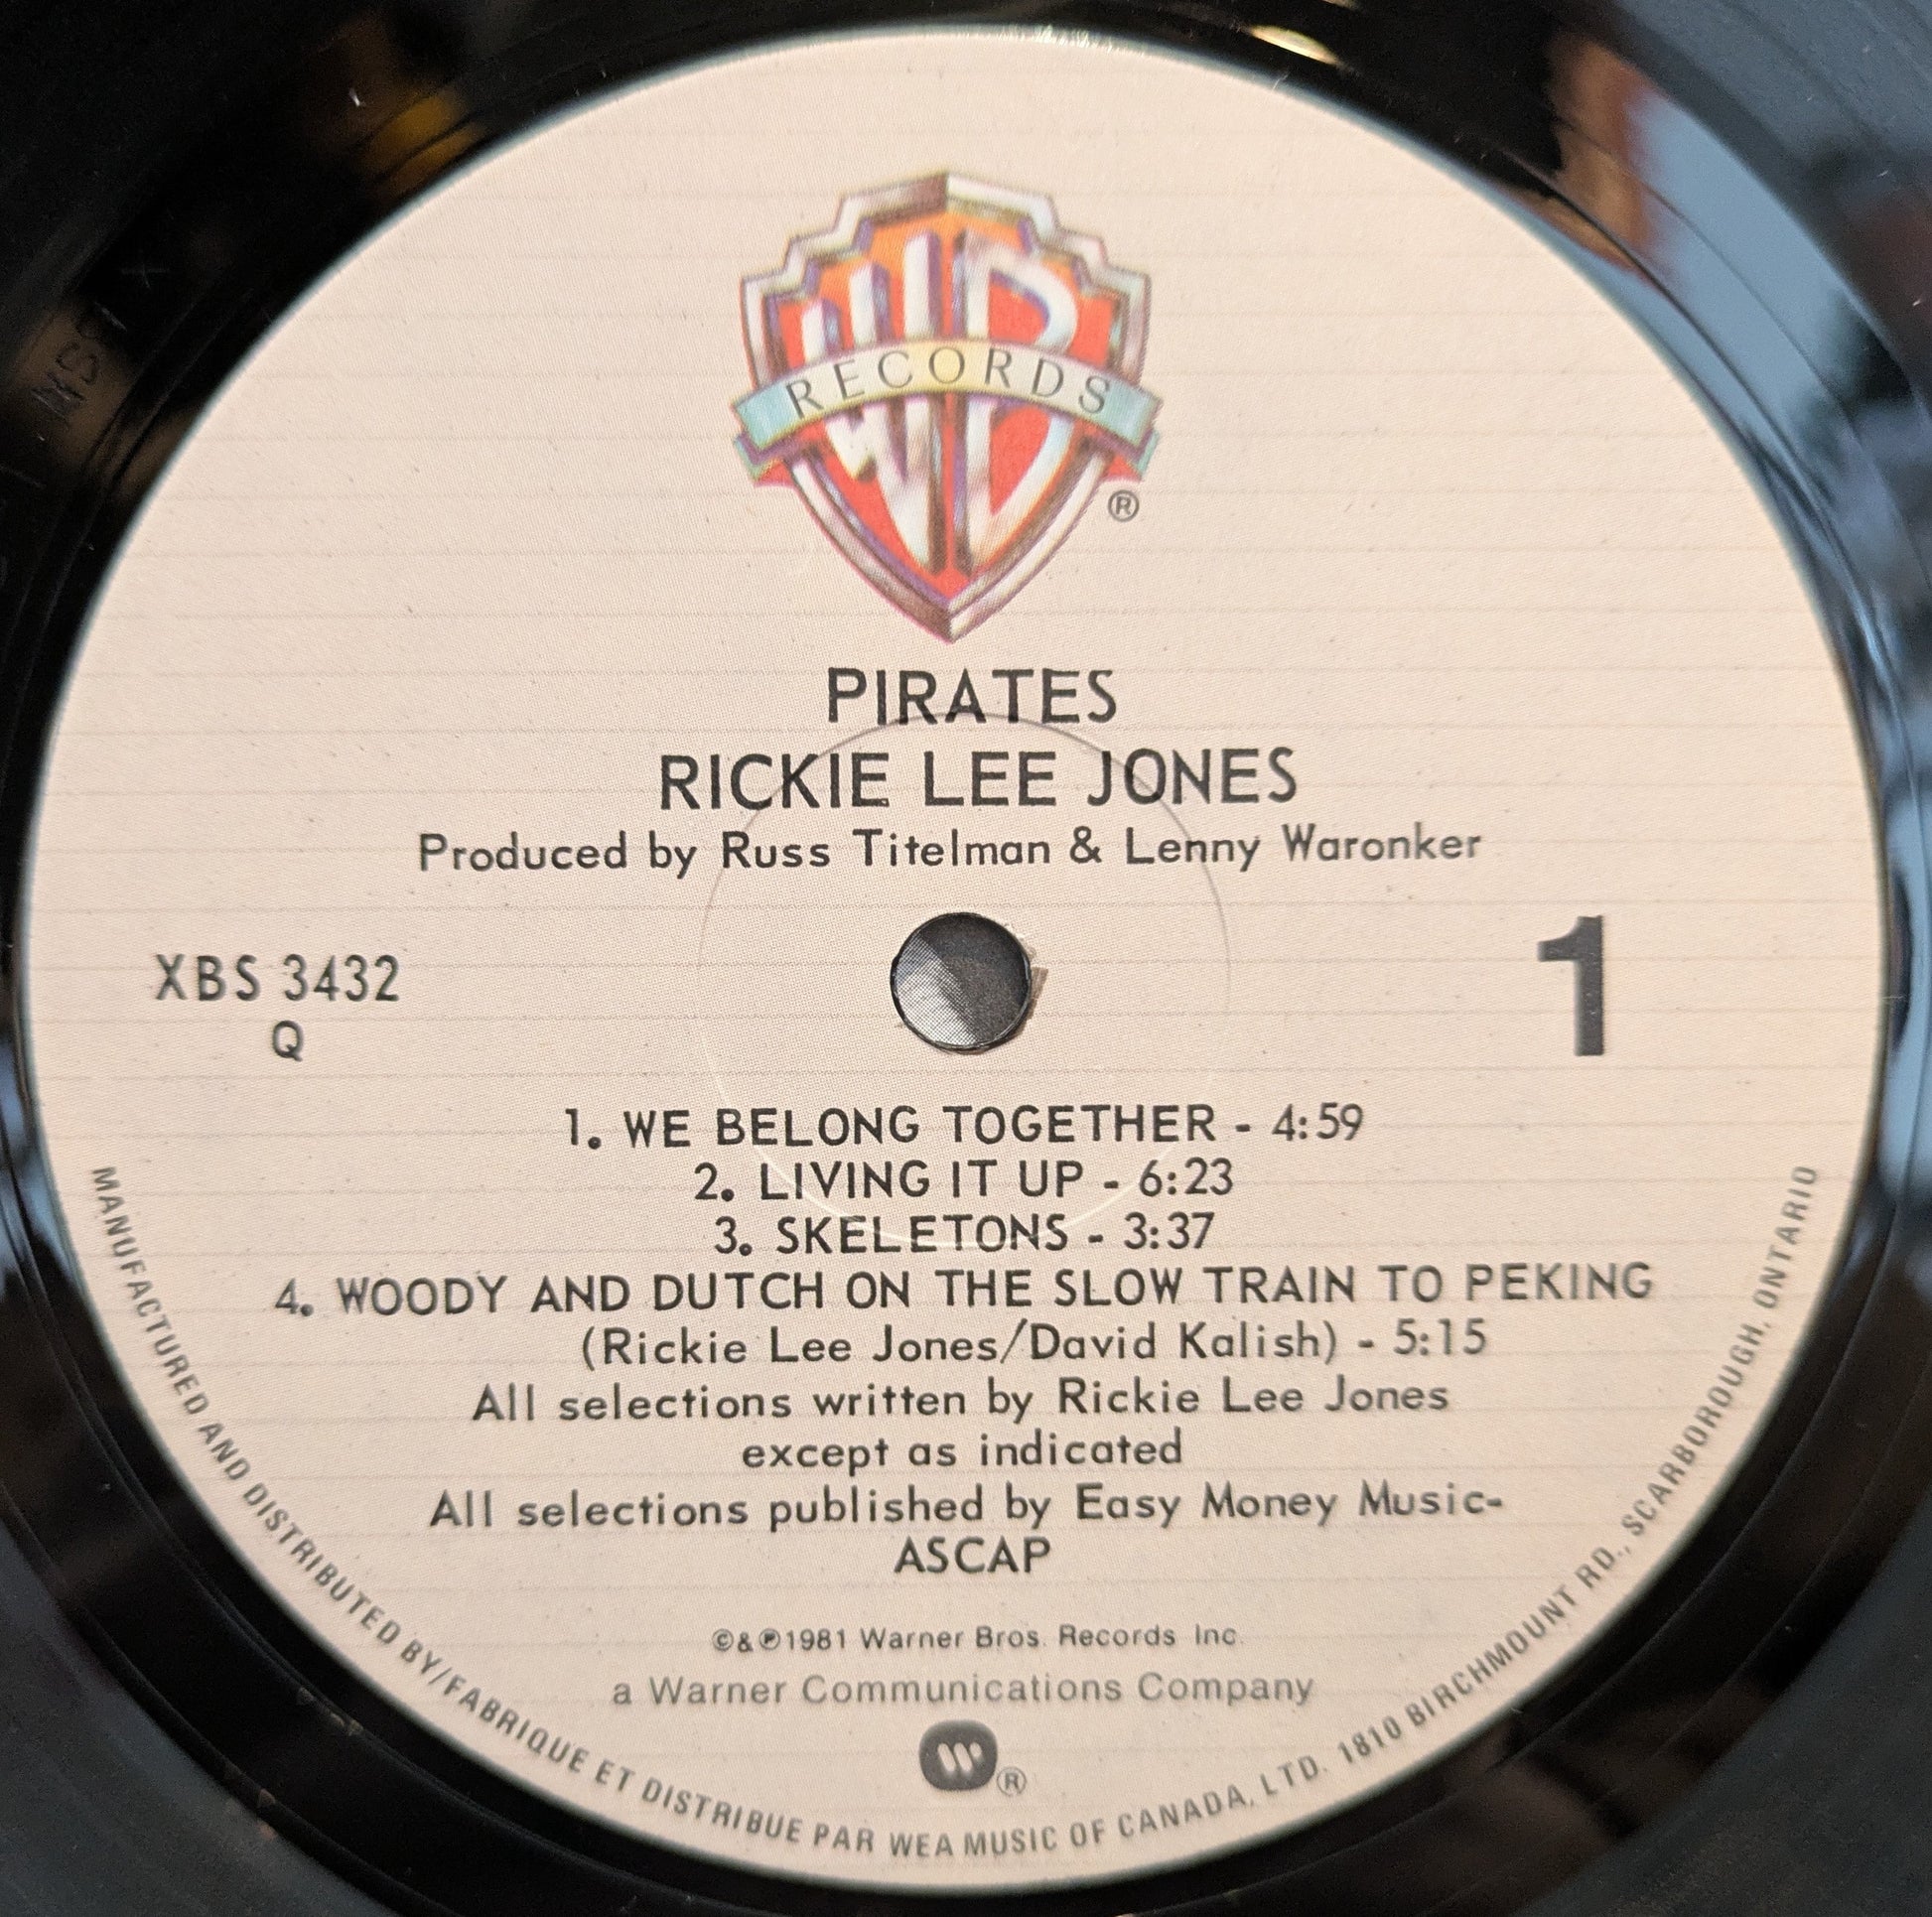 WB
RECORDS
®
PIRATES
RICKIE LEE JONES
Produced by Russ Titelman & Lenny Waronker
XBS 3432
Q
1
1. WE BELONG TOGETHER - 4:59
2. LIVING IT UP - 6:23
3. SKELETONS - 3:37
4. WOODY AND DUTCH ON THE SLOW TRAIN TO PEKING
(Rickie Lee Jones/David Kalish) - 5:15
All selections written by Rickie Lee Jones
except as indicated
All selections published by Easy Money Music-
ASCAP
©&℗1981 Warner Bros. Records Inc.
a Warner Communications Company
W®
MANUFACTURED AND DISTRIBUTED BY/FABRIQUE ET DISTRIBUE PAR WEA MUSIC OF CANADA, LTD. 1810 BIRCHMOUNT RD., SCARBOROUGH, ONTARIO